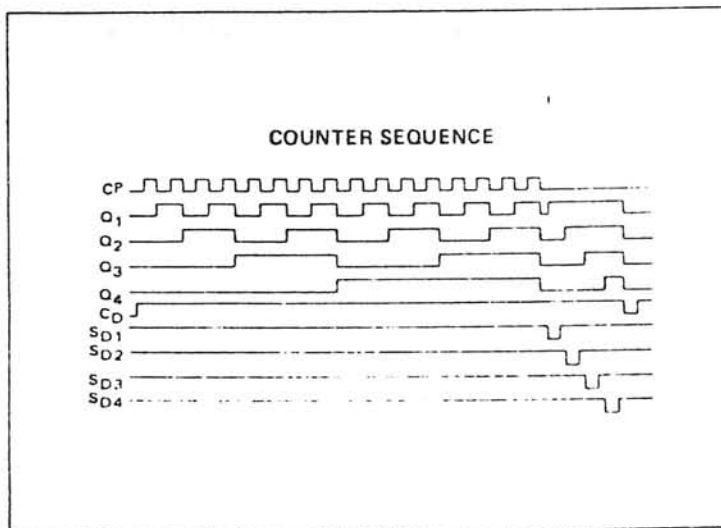 COUNTER SEQUENCE
CP
Q1
Q2
Q3
Q4
CD
SD1
SD2
SD3
SD4